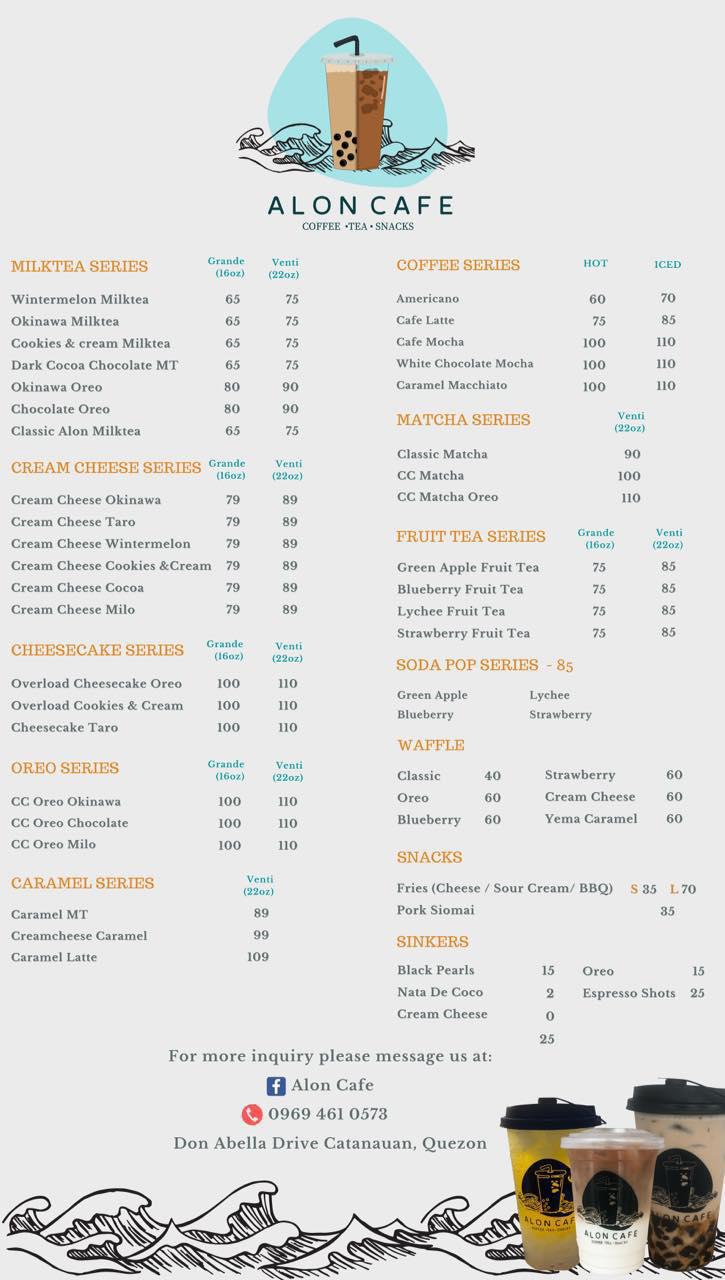 ALON CAFE
COFFEE •TEA • SNACKS
MILKTEA SERIES Grande (16oz) Venti (22oz)
Wintermelon Milktea 65 75
Okinawa Milktea 65 75
Cookies & cream Milktea 65 75
Dark Cocoa Chocolate MT 65 75
Okinawa Oreo 80 90
Chocolate Oreo 80 90
Classic Alon Milktea 65 75
CREAM CHEESE SERIES Grande (16oz) Venti (22oz)
Cream Cheese Okinawa 79 89
Cream Cheese Taro 79 89
Cream Cheese Wintermelon 79 89
Cream Cheese Cookies &Cream 79 89
Cream Cheese Cocoa 79 89
Cream Cheese Milo 79 89
CHEESECAKE SERIES Grande (16oz) Venti (22oz)
Overload Cheesecake Oreo 100 110
Overload Cookies & Cream 100 110
Cheesecake Taro 100 110
OREO SERIES Grande (16oz) Venti (22oz)
CC Oreo Okinawa 100 110
CC Oreo Chocolate 100 110
CC Oreo Milo 100 110
CARAMEL SERIES Venti (22oz)
Caramel MT 89
Creamcheese Caramel 99
Caramel Latte 109
COFFEE SERIES HOT ICED
Americano 60 70
Cafe Latte 75 85
Cafe Mocha 100 110
White Chocolate Mocha 100 110
Caramel Macchiato 100 110
MATCHA SERIES Venti (22oz)
Classic Matcha 90
CC Matcha 100
CC Matcha Oreo 110
FRUIT TEA SERIES Grande (16oz) Venti (22oz)
Green Apple Fruit Tea 75 85
Blueberry Fruit Tea 75 85
Lychee Fruit Tea 75 85
Strawberry Fruit Tea 75 85
SODA POP SERIES - 85
Green Apple Lychee
Blueberry Strawberry
WAFFLE
Classic 40 Strawberry 60
Oreo 60 Cream Cheese 60
Blueberry 60 Yema Caramel 60
SNACKS
Fries (Cheese / Sour Cream/ BBQ) S 35 L 70
Pork Siomai 35
SINKERS
Black Pearls 15 Oreo 15
Nata De Coco 2 Espresso Shots 25
Cream Cheese 0
25
For more inquiry please message us at:
Alon Cafe
0969 461 0573
Don Abella Drive Catanauan, Quezon
ALON CAFE
ALON CAFE
ALON CAFE